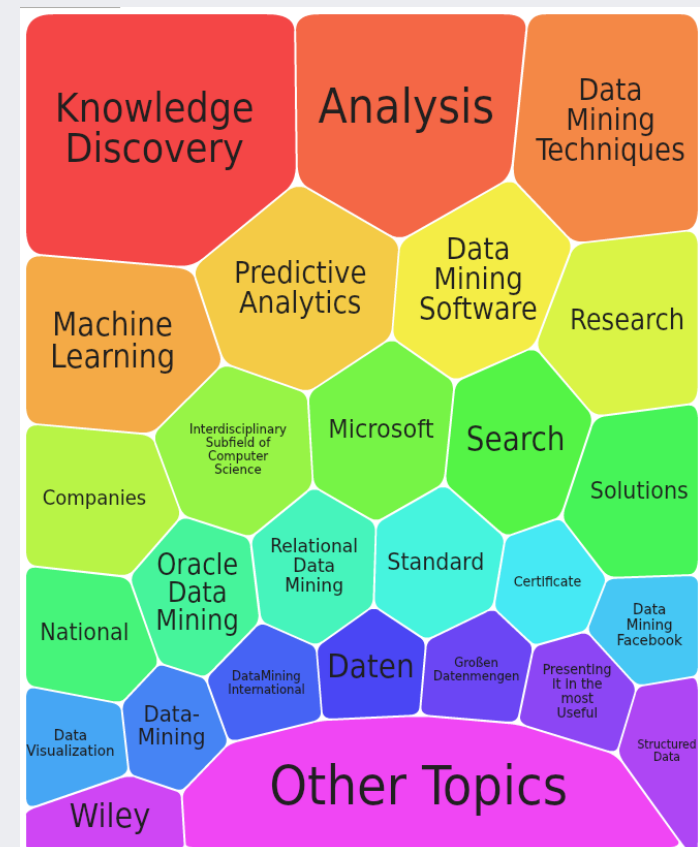 Knowledge
Discovery
Analysis
Data
Mining
Techniques
Machine
Learning
Predictive
Analytics
Data
Mining
Software
Research
Companies
Interdisciplinary
Subfield of
Computer
Science
Microsoft
Search
Solutions
National
Oracle
Data
Mining
Relational
Data
Mining
Standard
Certificate
Data
Mining
Facebook
Data
Visualization
Data-
Mining
DataMining
International
Daten
Großen
Datenmengen
Presenting
It in the
most
Useful
Structured
Data
Wiley
Other Topics